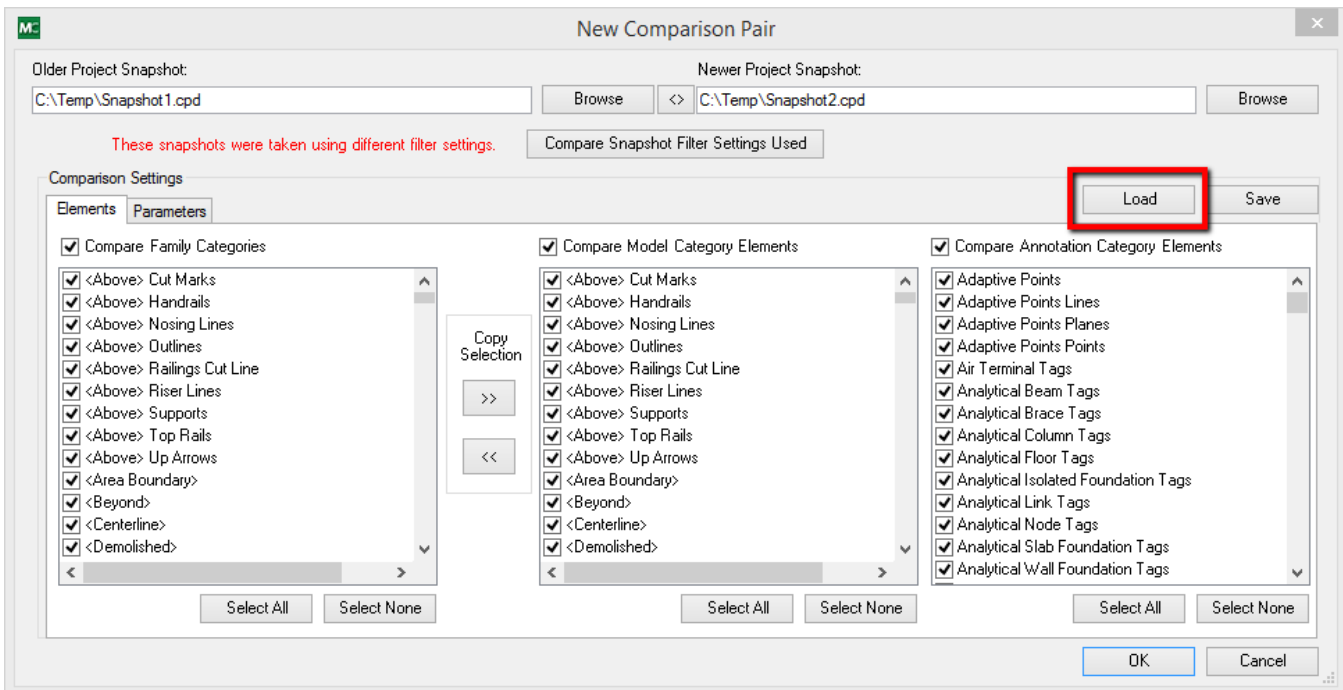 MC
New Comparison Pair
Older Project Snapshot:
Newer Project Snapshot:
C:\Temp\Snapshot1.cpd
Browse
<>
C:\Temp\Snapshot2.cpd
Browse
These snapshots were taken using different filter settings.
Compare Snapshot Filter Settings Used
Comparison Settings
Load
Save
Elements
Parameters
Compare Family Categories
<Above> Cut Marks
<Above> Handrails
<Above> Nosing Lines
<Above> Outlines
<Above> Railings Cut Line
<Above> Riser Lines
<Above> Supports
<Above> Top Rails
<Above> Up Arrows
<Area Boundary>
<Beyond>
<Centerline>
<Demolished>
Select All
Select None
Copy
Selection
>>
<<
Compare Model Category Elements
<Above> Cut Marks
<Above> Handrails
<Above> Nosing Lines
<Above> Outlines
<Above> Railings Cut Line
<Above> Riser Lines
<Above> Supports
<Above> Top Rails
<Above> Up Arrows
<Area Boundary>
<Beyond>
<Centerline>
<Demolished>
Select All
Select None
Compare Annotation Category Elements
Adaptive Points
Adaptive Points Lines
Adaptive Points Planes
Adaptive Points Points
Air Terminal Tags
Analytical Beam Tags
Analytical Brace Tags
Analytical Column Tags
Analytical Floor Tags
Analytical Isolated Foundation Tags
Analytical Link Tags
Analytical Node Tags
Analytical Slab Foundation Tags
Analytical Wall Foundation Tags
Select All
Select None
OK
Cancel